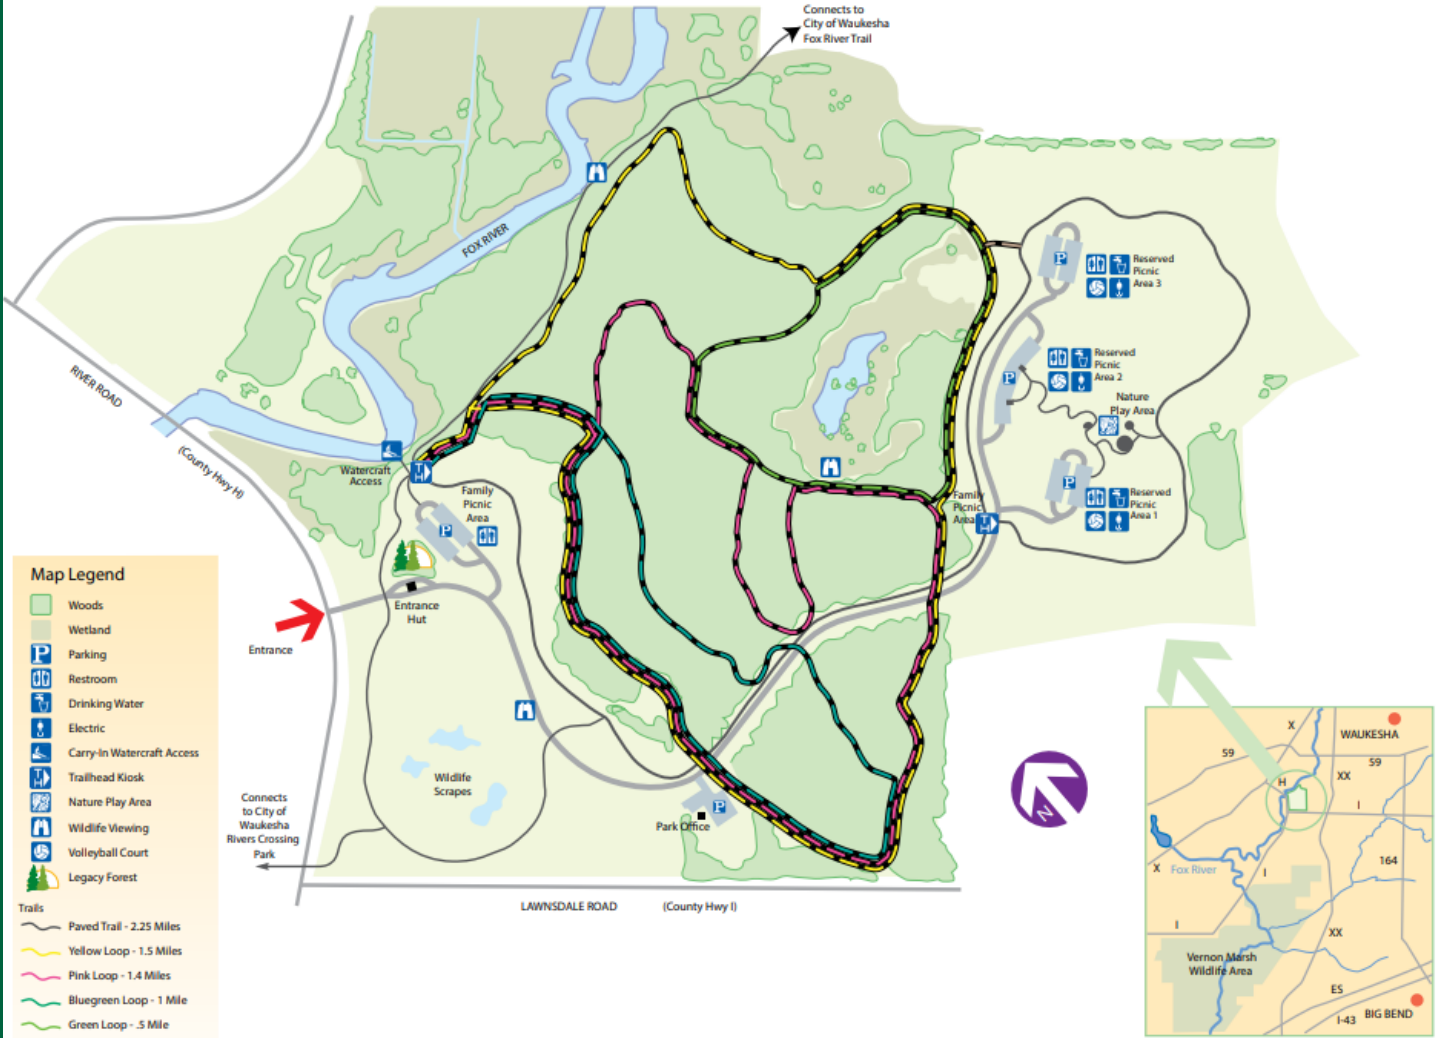 Connects to
City of Waukesha
Fox River Trail
FOX RIVER
RIVER ROAD
(County Hwy H)
P
Reserved
Picnic
Area 3
Reserved
Picnic
Area 2
P
Nature
Play Area
P
Reserved
Picnic
Area 1
Watercraft
Access
T
H
Family
Picnic
Area
P
Family
Picnic
Area
T
H
Entrance
Hut
Entrance
Wildlife
Scrapes
Connects
to City of
Waukesha
Rivers Crossing
Park
P
Park Office
LAWNSDALE ROAD (County Hwy I)
N
Map Legend
Woods
Wetland
P Parking
Restroom
Drinking Water
Electric
Carry-In Watercraft Access
T
H Trailhead Kiosk
Nature Play Area
Wildlife Viewing
Volleyball Court
Legacy Forest
Trails
Paved Trail - 2.25 Miles
Yellow Loop - 1.5 Miles
Pink Loop - 1.4 Miles
Bluegreen Loop - 1 Mile
Green Loop - .5 Mile
X
WAUKESHA
59
59
H
XX
I
164
X
Fox River
I
I
XX
Vernon Marsh
Wildlife Area
ES
I-43
BIG BEND